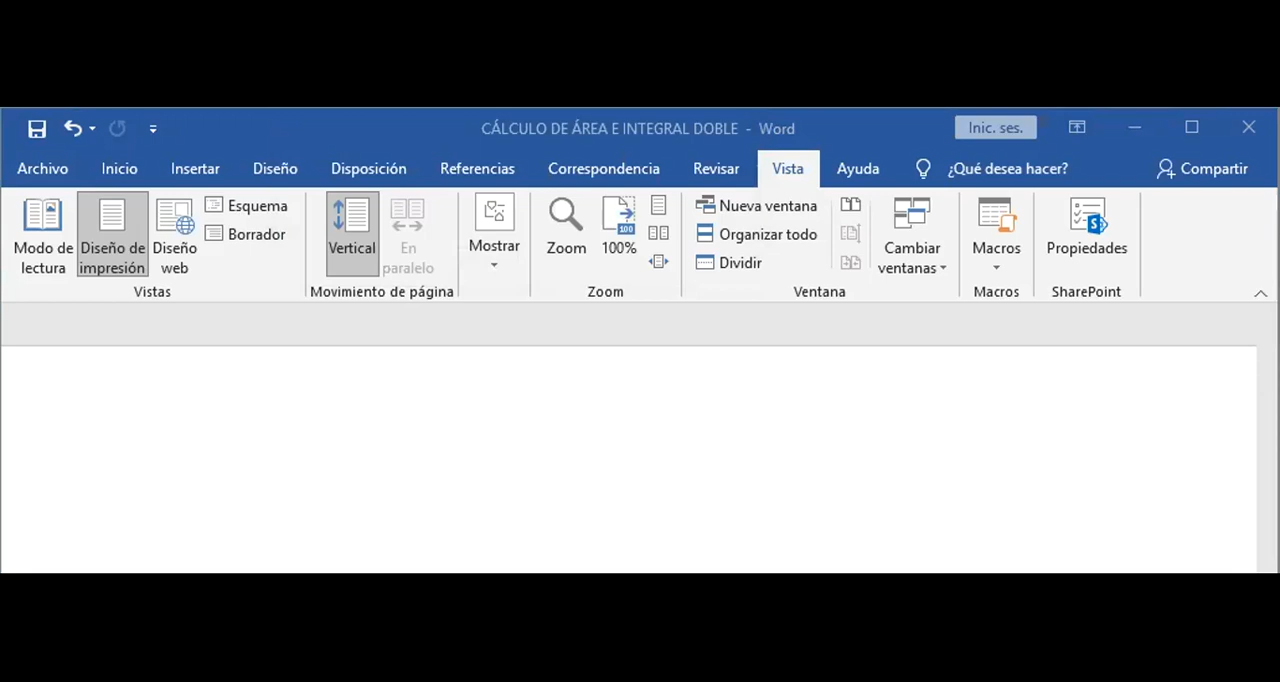 CÁLCULO DE ÁREA E INTEGRAL DOBLE - Word
Inic. ses.
Archivo Inicio Insertar Diseño Disposición Referencias Correspondencia Revisar Vista Ayuda ¿Qué desea hacer? Compartir
Modo de lectura
Diseño de impresión
Diseño web
Esquema
Borrador
Vistas
Vertical
En paralelo
Movimiento de página
Mostrar
Zoom
100
100%
Zoom
Nueva ventana
Organizar todo
Dividir
Cambiar ventanas
Ventana
Macros
Macros
S
Propiedades
SharePoint